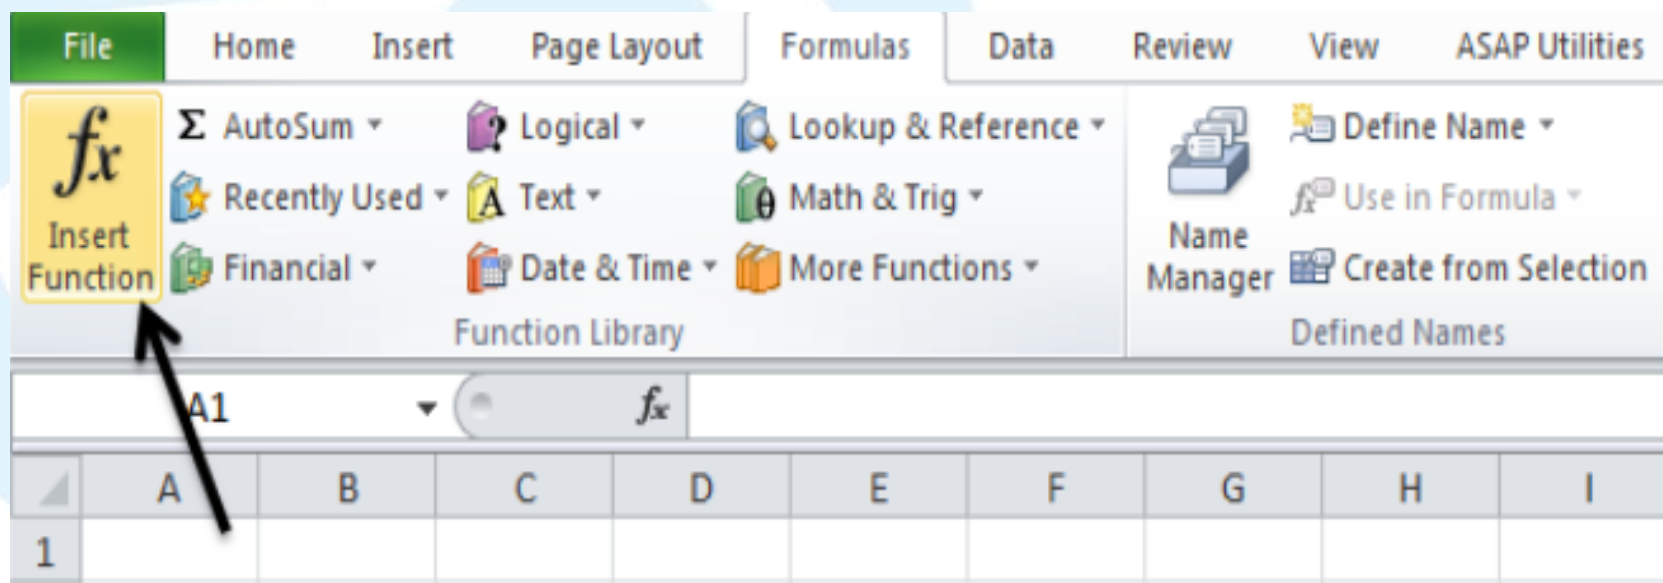 File Home Insert Page Layout Formulas Data Review View ASAP Utilities
fx Σ AutoSum ? Logical Lookup & Reference Define Name
Recently Used A Text θ Math & Trig fx Use in Formula
Insert Function Financial Date & Time More Functions Name Manager Create from Selection
Function Library Defined Names
A1 fx
A B C D E F G H I
1